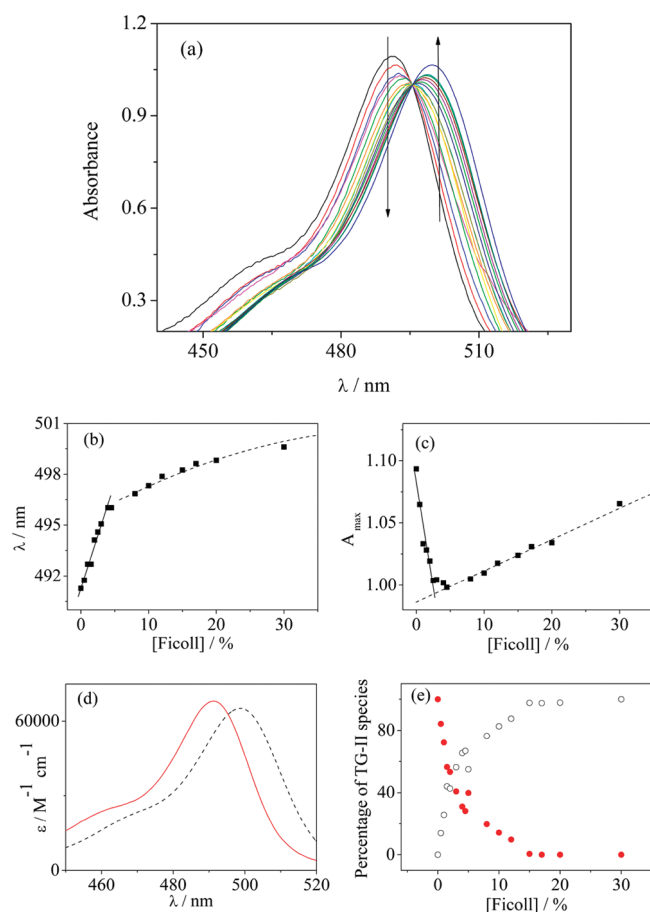 (a)
Absorbance
1.2
0.9
0.6
0.3
450
480
510
λ / nm
(b)
λ / nm
501
498
495
492
0
10
20
30
[Ficoll] / %
(c)
A max
1.10
1.05
1.00
0
10
20
30
[Ficoll] / %
(d)
ε / M⁻¹ cm⁻¹
60000
0
460
480
500
520
λ / nm
(e)
Percentage of TG-II species
80
40
0
0
10
20
30
[Ficoll] / %